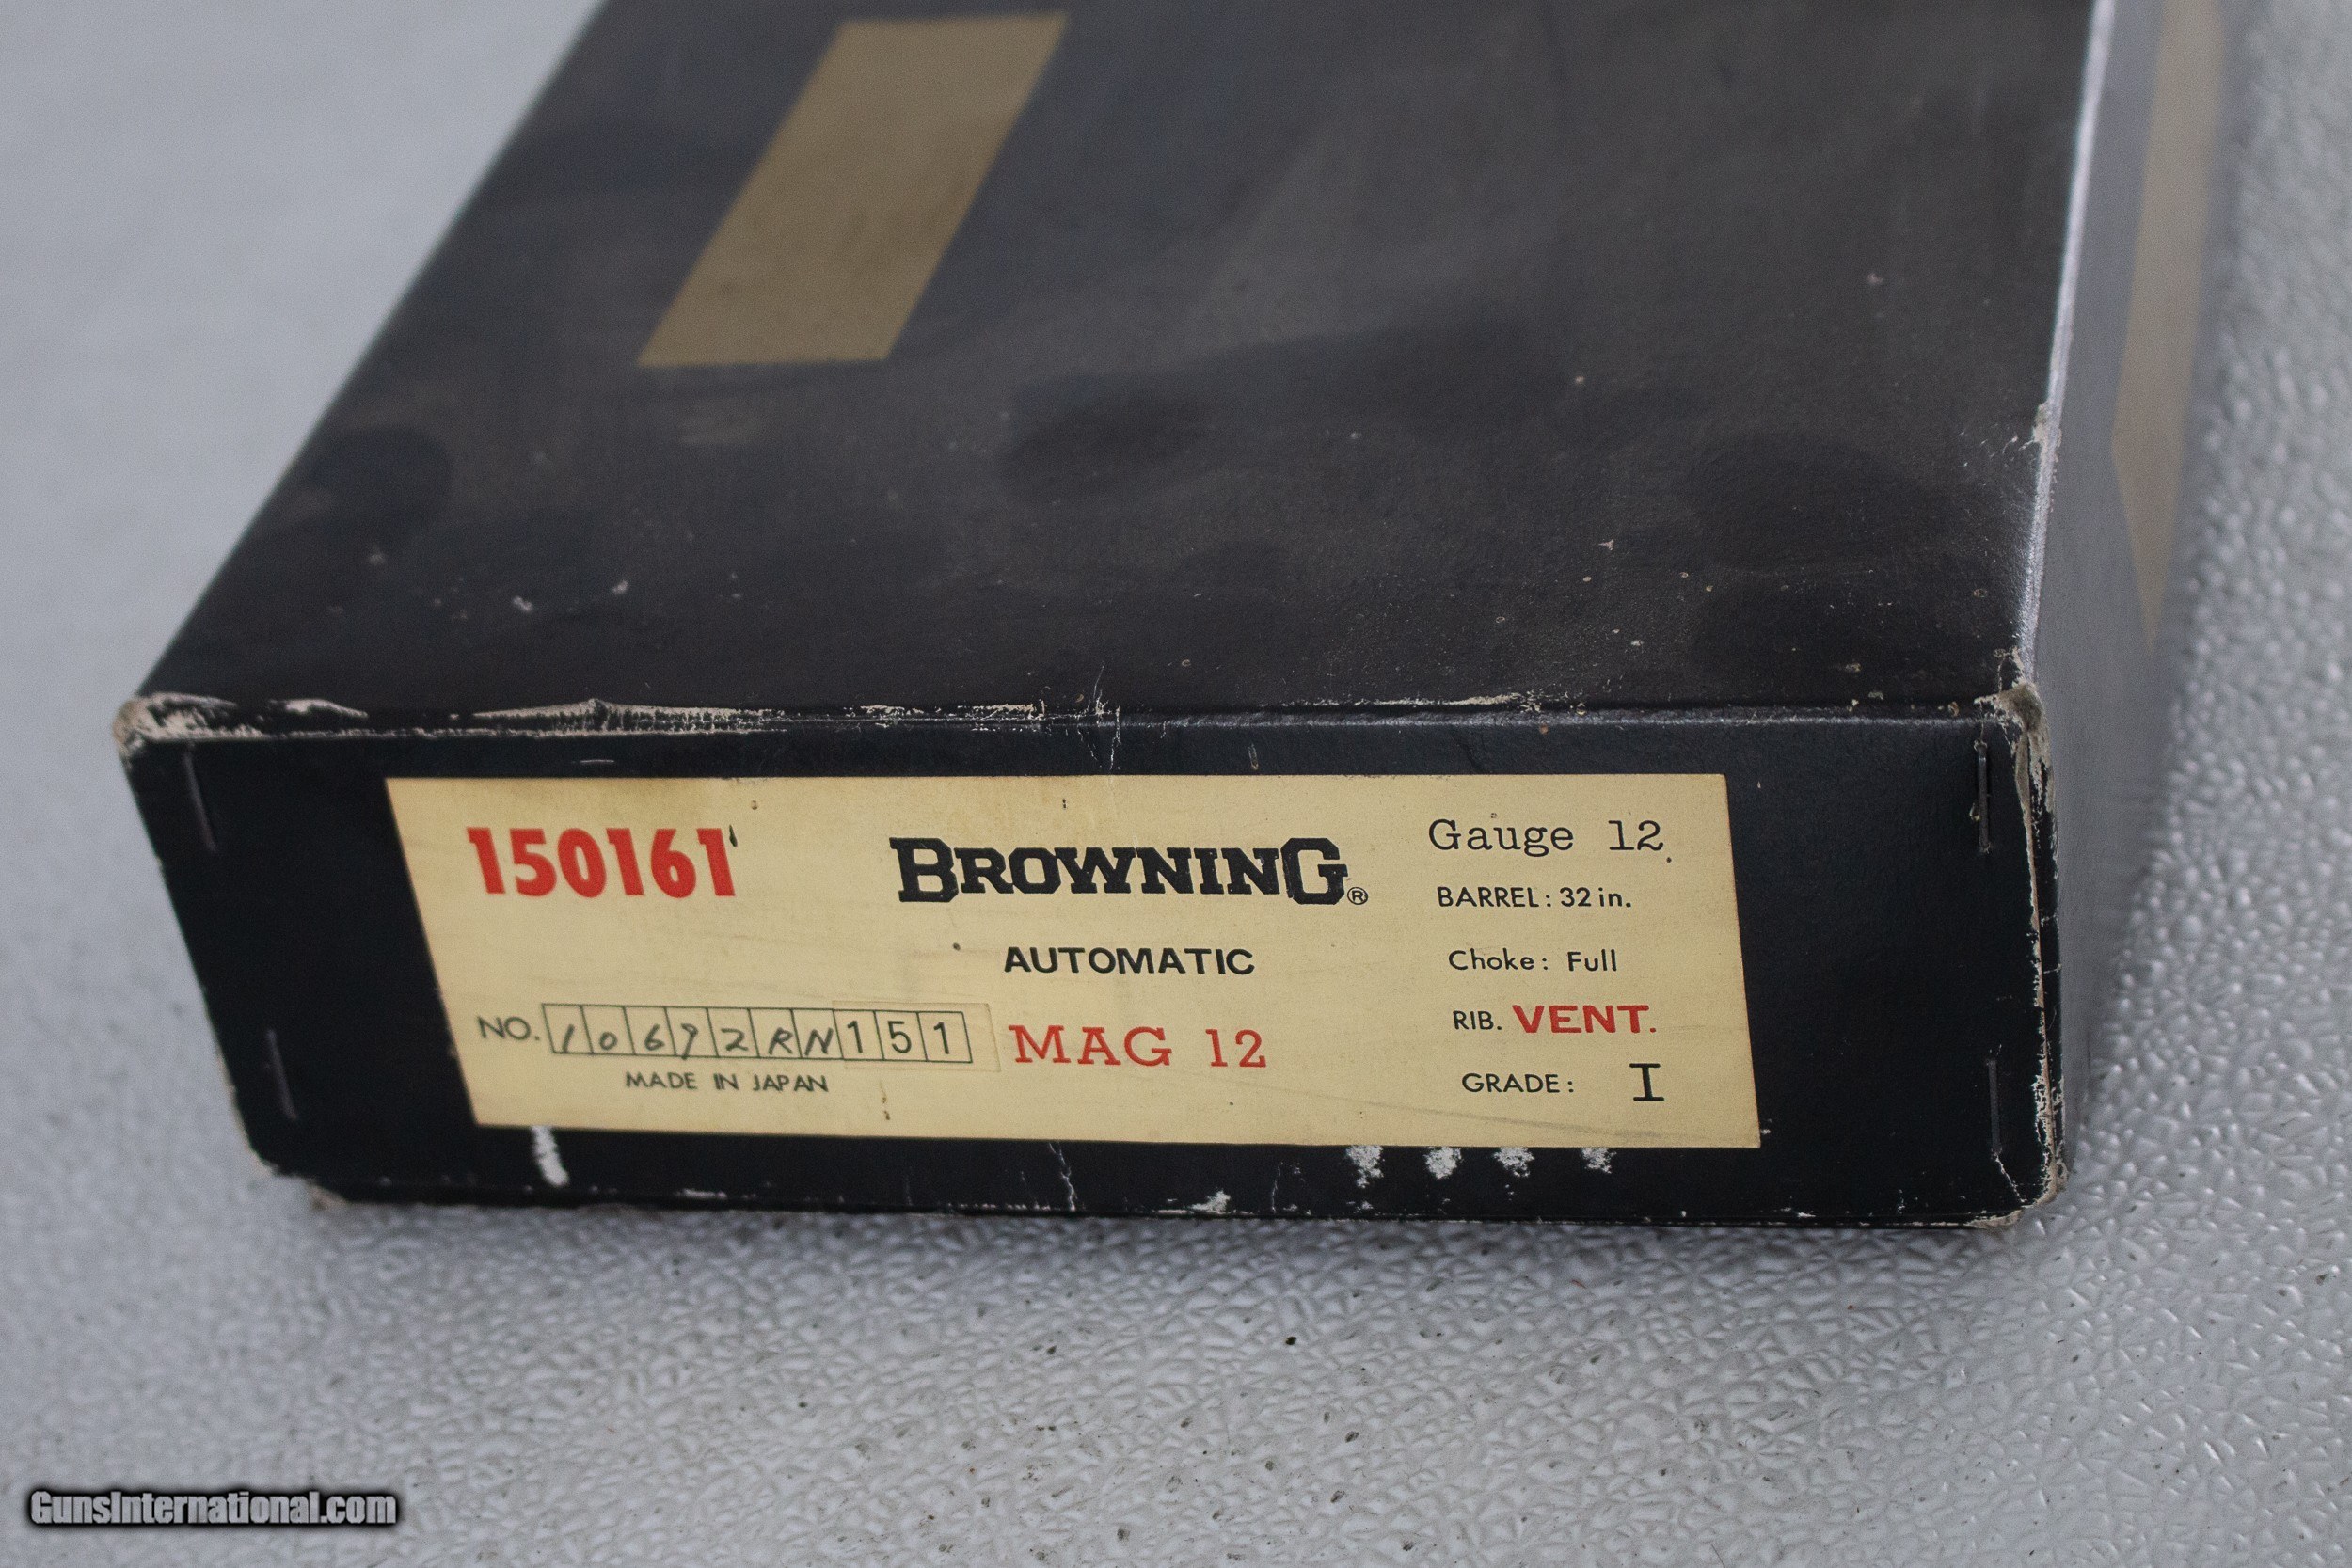 150161
BROWNING®
AUTOMATIC
NO. 10692RN151
MADE IN JAPAN
MAG 12
Gauge 12
BARREL: 32 in.
Choke: Full
RIB. VENT.
GRADE: I
GunsInternational.com